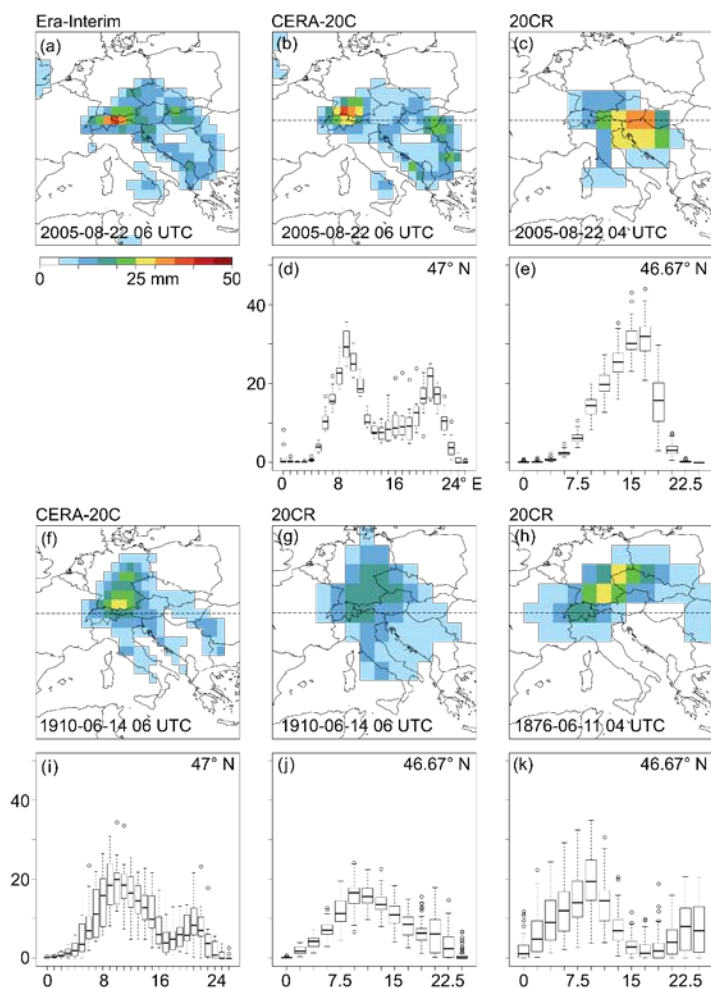 Era-Interim CERA-20C 20CR
(a) (b) (c)
2005-08-22 06 UTC 2005-08-22 06 UTC 2005-08-22 04 UTC
0 25 mm 50
(d) 47° N (e) 46.67° N
40
20
0
0 8 16 24° E 0 7.5 15 22.5
CERA-20C 20CR 20CR
(f) (g) (h)
1910-06-14 06 UTC 1910-06-14 06 UTC 1876-06-11 04 UTC
(i) 47° N (j) 46.67° N (k) 46.67° N
40
20
0
0 8 16 24 0 7.5 15 22.5 0 7.5 15 22.5